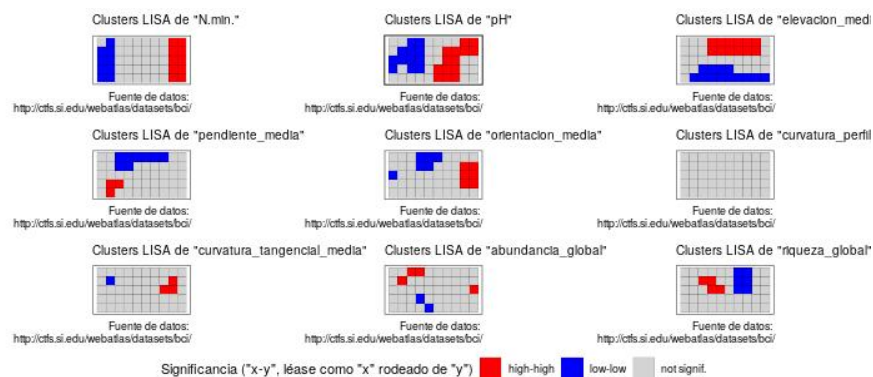 Clusters LISA de "N.min."
Clusters LISA de "pH"
Clusters LISA de "elevacion_medi
Fuente de datos:
http://ctfs.si.edu/webatlas/datasets/bci/
Fuente de datos:
http://ctfs.si.edu/webatlas/datasets/bci/
Fuente de datos:
http://ctfs.si.edu/webatlas/datasets/bci/
Clusters LISA de "pendiente_media"
Clusters LISA de "orientacion_media"
Clusters LISA de "curvatura_perfil
Fuente de datos:
http://ctfs.si.edu/webatlas/datasets/bci/
Fuente de datos:
http://ctfs.si.edu/webatlas/datasets/bci/
Fuente de datos:
http://ctfs.si.edu/webatlas/datasets/bci/
Clusters LISA de "curvatura_tangencial_media"
Clusters LISA de "abundancia_global"
Clusters LISA de "riqueza_global"
Fuente de datos:
http://ctfs.si.edu/webatlas/datasets/bci/
Fuente de datos:
http://ctfs.si.edu/webatlas/datasets/bci/
Fuente de datos:
http://ctfs.si.edu/webatlas/datasets/bci/
Significancia ("x-y", léase como "x" rodeado de "y") high-high low-low not signif.